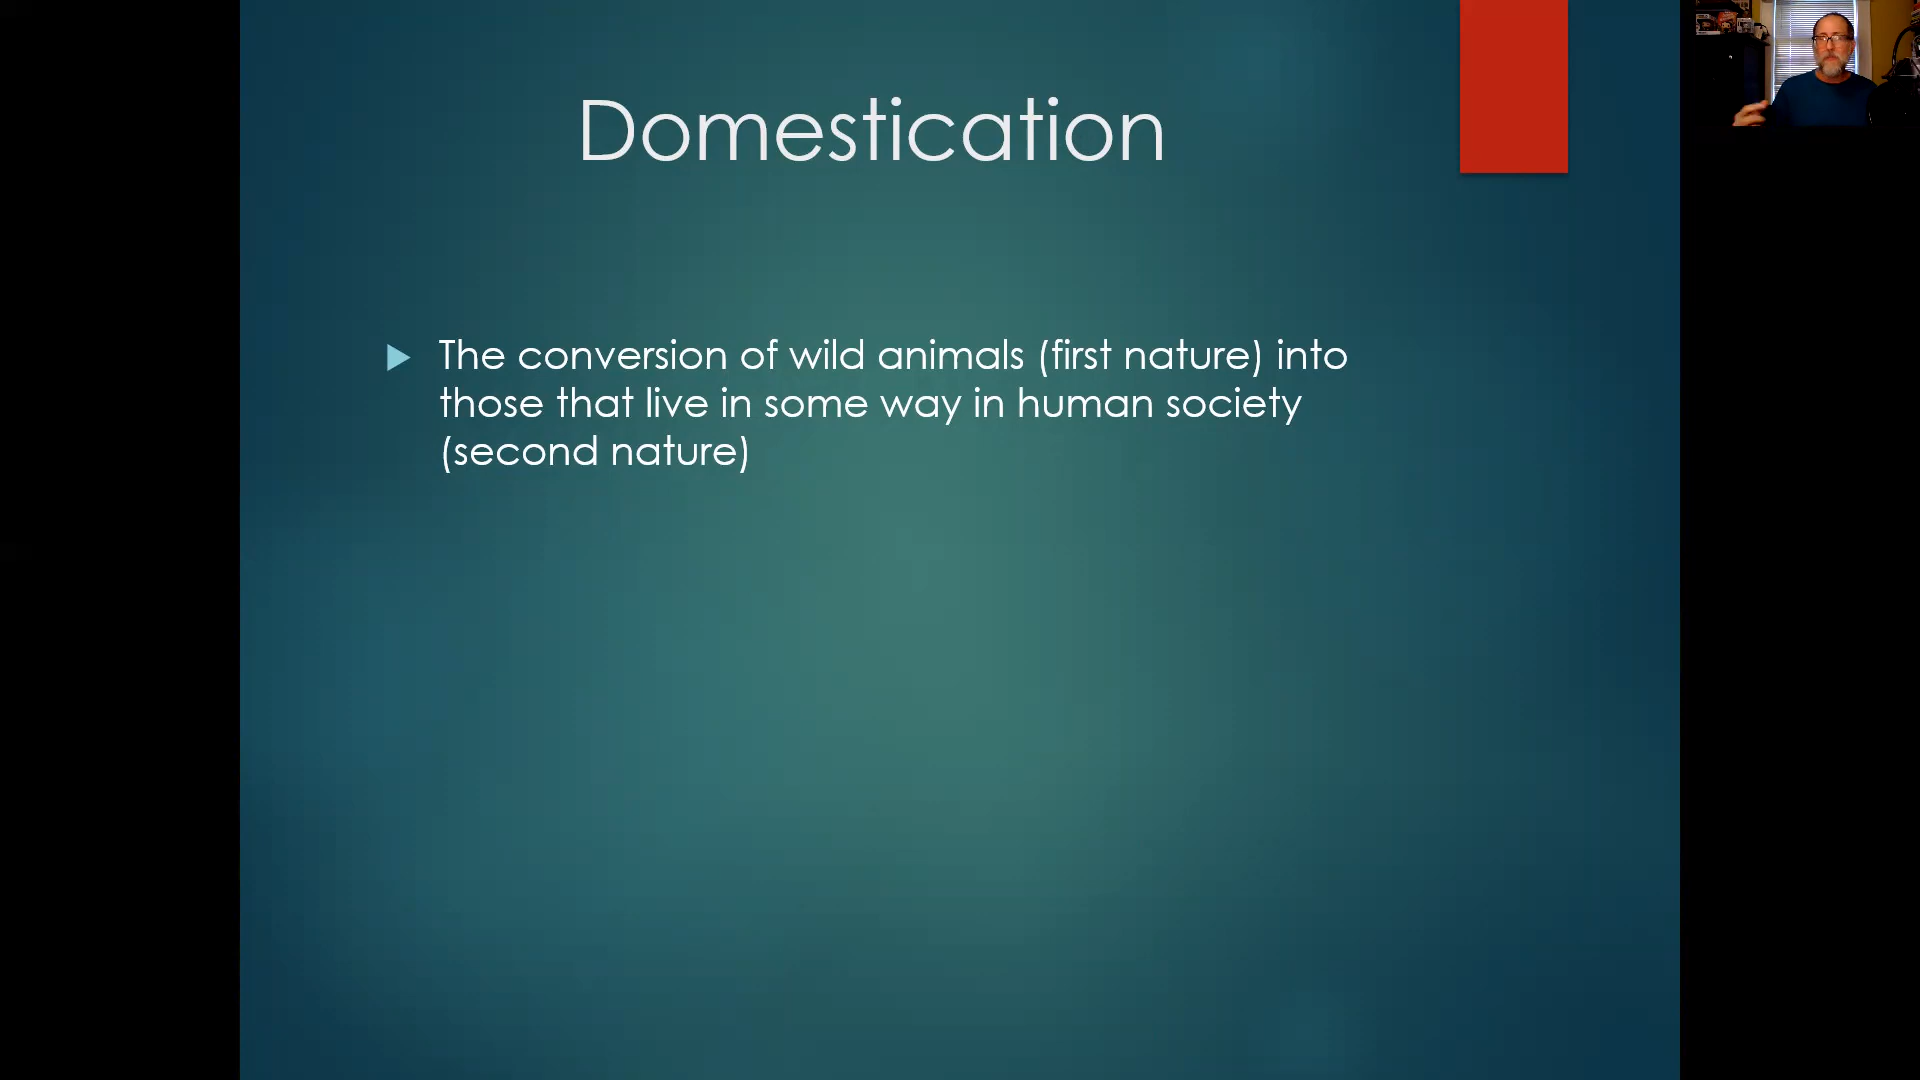 Domestication
The conversion of wild animals (first nature) into
those that live in some way in human society
(second nature)